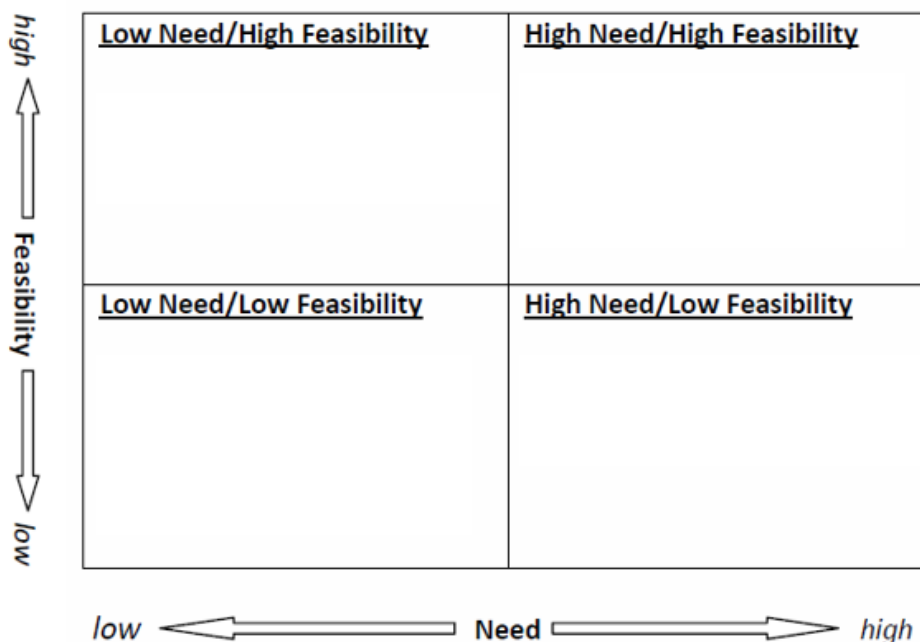 high
Feasibility
low
Low Need/High Feasibility
High Need/High Feasibility
Low Need/Low Feasibility
High Need/Low Feasibility
low Need high